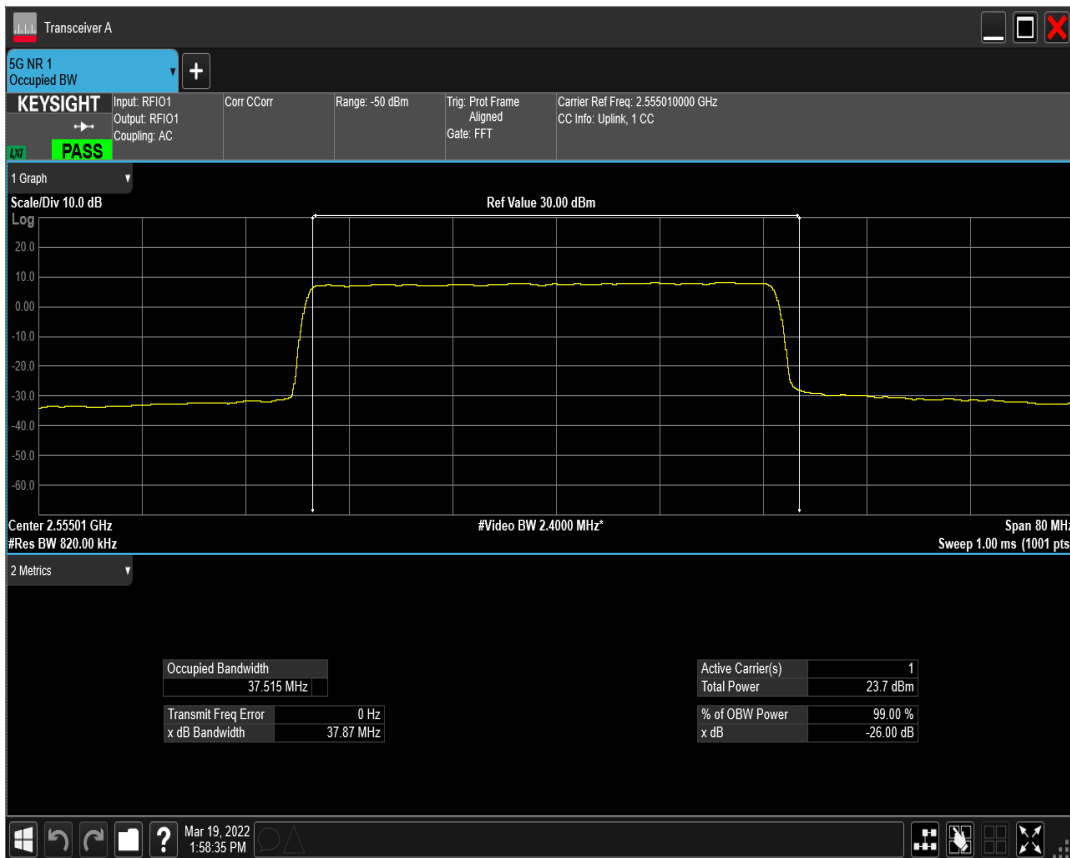 Transceiver A
5G NR 1
Occupied BW
+
KEYSIGHT
LXI
PASS
Input: RFIO1
Output: RFIO1
Coupling: AC
Corr CCorr
Range: -50 dBm
Trig: Prot Frame
Aligned
Gate: FFT
Carrier Ref Freq: 2.555010000 GHz
CC Info: Uplink, 1 CC
1 Graph
Scale/Div 10.0 dB
Ref Value 30.00 dBm
Log
20.0
10.0
0.00
-10.0
-20.0
-30.0
-40.0
-50.0
-60.0
Center 2.55501 GHz
#Video BW 2.4000 MHz*
Span 80 MHz
#Res BW 820.00 kHz
Sweep 1.00 ms (1001 pts
2 Metrics
Occupied Bandwidth
37.515 MHz
Transmit Freq Error 0 Hz
x dB Bandwidth 37.87 MHz
Active Carrier(s) 1
Total Power 23.7 dBm
% of OBW Power 99.00 %
x dB -26.00 dB
?
Mar 19, 2022
1:58:35 PM